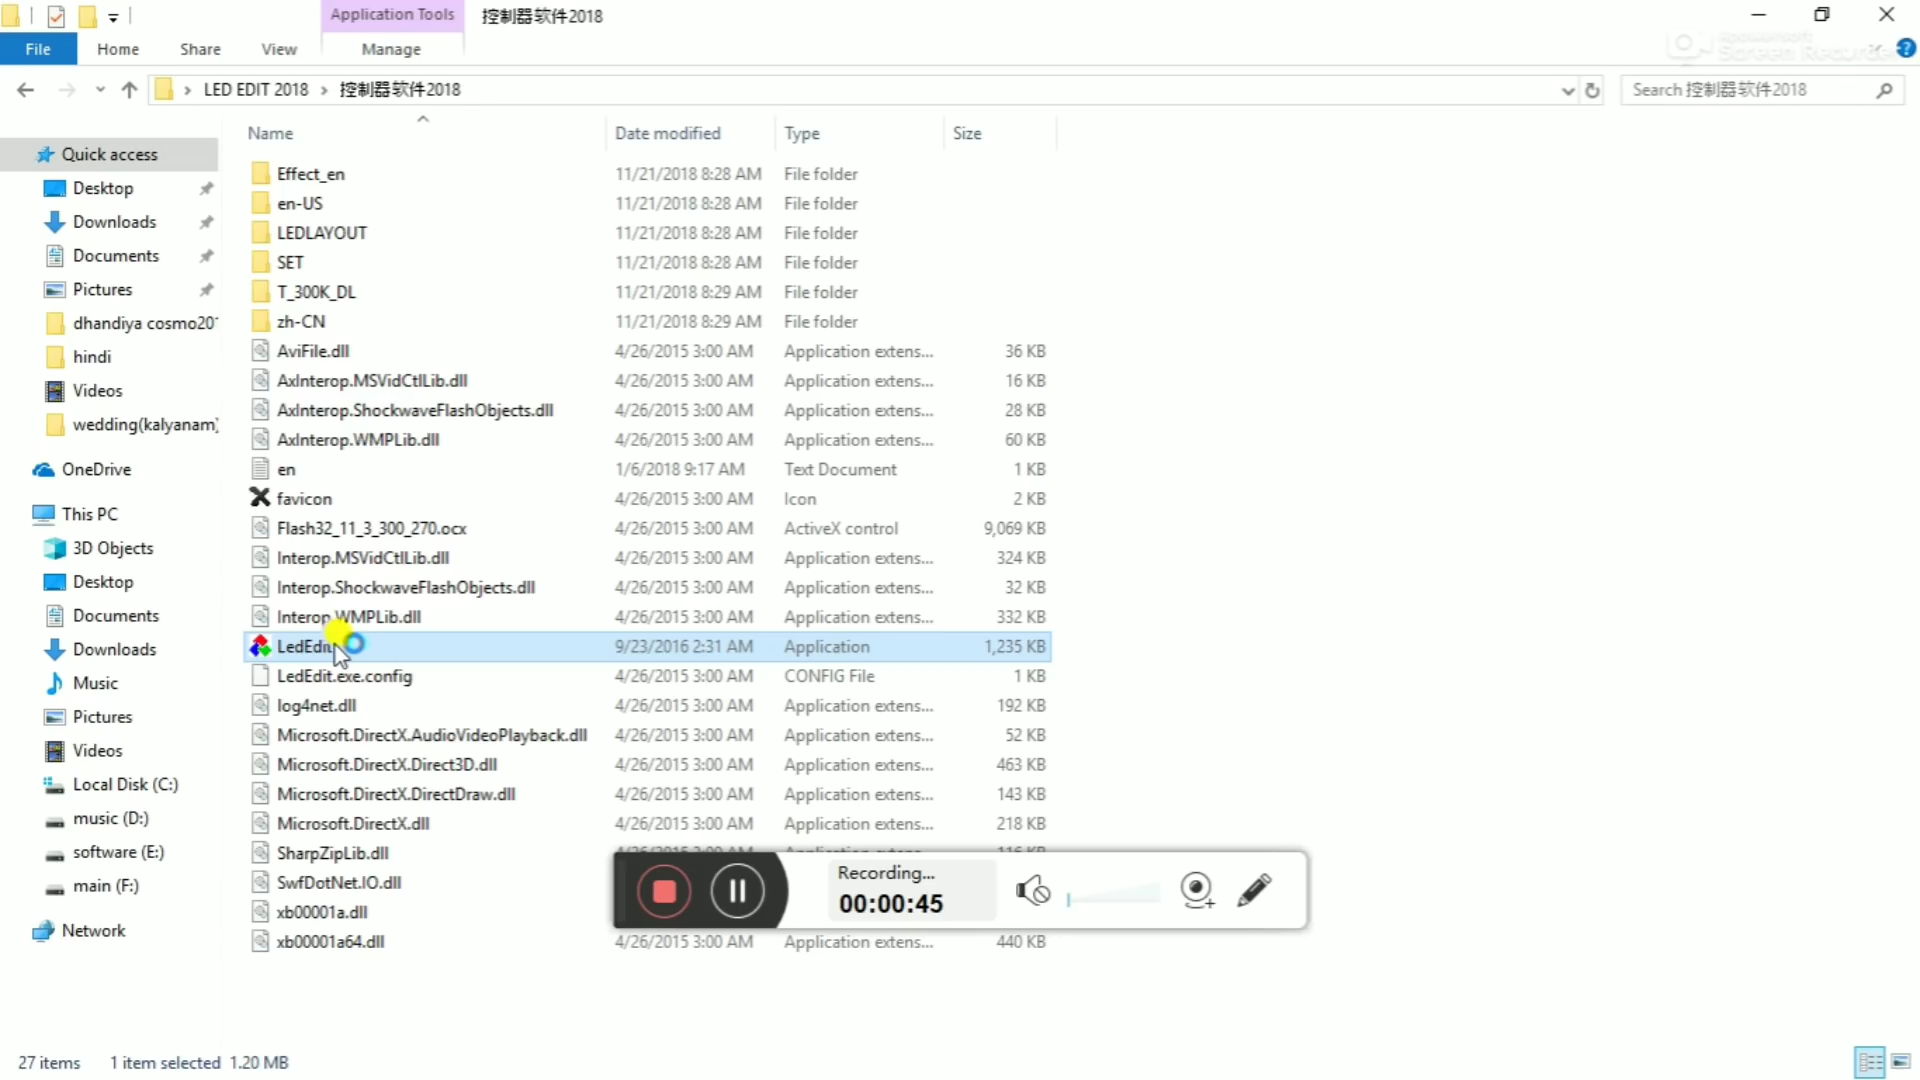 Application Tools
控制器软件2018
File
Home
Share
View
Manage
Apowersoft
Screen Recorder
LED EDIT 2018
控制器软件2018
Search 控制器软件2018
Name
Date modified
Type
Size
Quick access
Desktop
Downloads
Documents
Pictures
dhandiya cosmo201
hindi
Videos
wedding(kalyanam)
OneDrive
This PC
3D Objects
Desktop
Documents
Downloads
Music
Pictures
Videos
Local Disk (C:)
music (D:)
software (E:)
main (F:)
Network
Effect_en 11/21/2018 8:28 AM File folder
en-US 11/21/2018 8:28 AM File folder
LEDLAYOUT 11/21/2018 8:28 AM File folder
SET 11/21/2018 8:28 AM File folder
T_300K_DL 11/21/2018 8:29 AM File folder
zh-CN 11/21/2018 8:29 AM File folder
AviFile.dll 4/26/2015 3:00 AM Application extens... 36 KB
AxInterop.MSVidCtlLib.dll 4/26/2015 3:00 AM Application extens... 16 KB
AxInterop.ShockwaveFlashObjects.dll 4/26/2015 3:00 AM Application extens... 28 KB
AxInterop.WMPLib.dll 4/26/2015 3:00 AM Application extens... 60 KB
en 1/6/2018 9:17 AM Text Document 1 KB
favicon 4/26/2015 3:00 AM Icon 2 KB
Flash32_11_3_300_270.ocx 4/26/2015 3:00 AM ActiveX control 9,069 KB
Interop.MSVidCtlLib.dll 4/26/2015 3:00 AM Application extens... 324 KB
Interop.ShockwaveFlashObjects.dll 4/26/2015 3:00 AM Application extens... 32 KB
Interop.WMPLib.dll 4/26/2015 3:00 AM Application extens... 332 KB
LedEdit 9/23/2016 2:31 AM Application 1,235 KB
LedEdit.exe.config 4/26/2015 3:00 AM CONFIG File 1 KB
log4net.dll 4/26/2015 3:00 AM Application extens... 192 KB
Microsoft.DirectX.AudioVideoPlayback.dll 4/26/2015 3:00 AM Application extens... 52 KB
Microsoft.DirectX.Direct3D.dll 4/26/2015 3:00 AM Application extens... 463 KB
Microsoft.DirectX.DirectDraw.dll 4/26/2015 3:00 AM Application extens... 143 KB
Microsoft.DirectX.dll 4/26/2015 3:00 AM Application extens... 218 KB
SharpZipLib.dll 4/26/2015 3:00 AM Application extens... 116 KB
SwfDotNet.IO.dll
xb00001a.dll
xb00001a64.dll 4/26/2015 3:00 AM Application extens... 440 KB
Recording...
00:00:45
27 items 1 item selected 1.20 MB